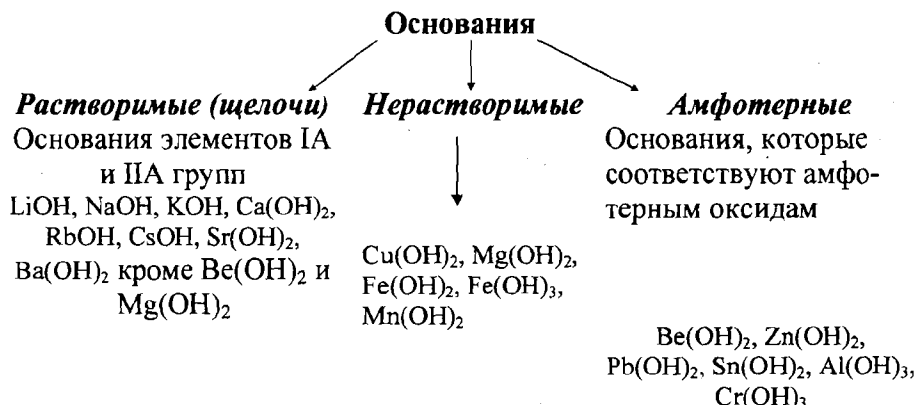 Основания
Растворимые (щелочи)
Основания элементов IA
и IIA групп
LiOH, NaOH, KOH, Ca(OH)₂,
RbOH, CsOH, Sr(OH)₂,
Ba(OH)₂ кроме Be(OH)₂ и
Mg(OH)₂
Нерастворимые
Cu(OH)₂, Mg(OH)₂,
Fe(OH)₂, Fe(OH)₃,
Mn(OH)₂
Амфотерные
Основания, которые
соответствуют амфо-
терным оксидам
Be(OH)₂, Zn(OH)₂,
Pb(OH)₂, Sn(OH)₂, Al(OH)₃,
Cr(OH)₃